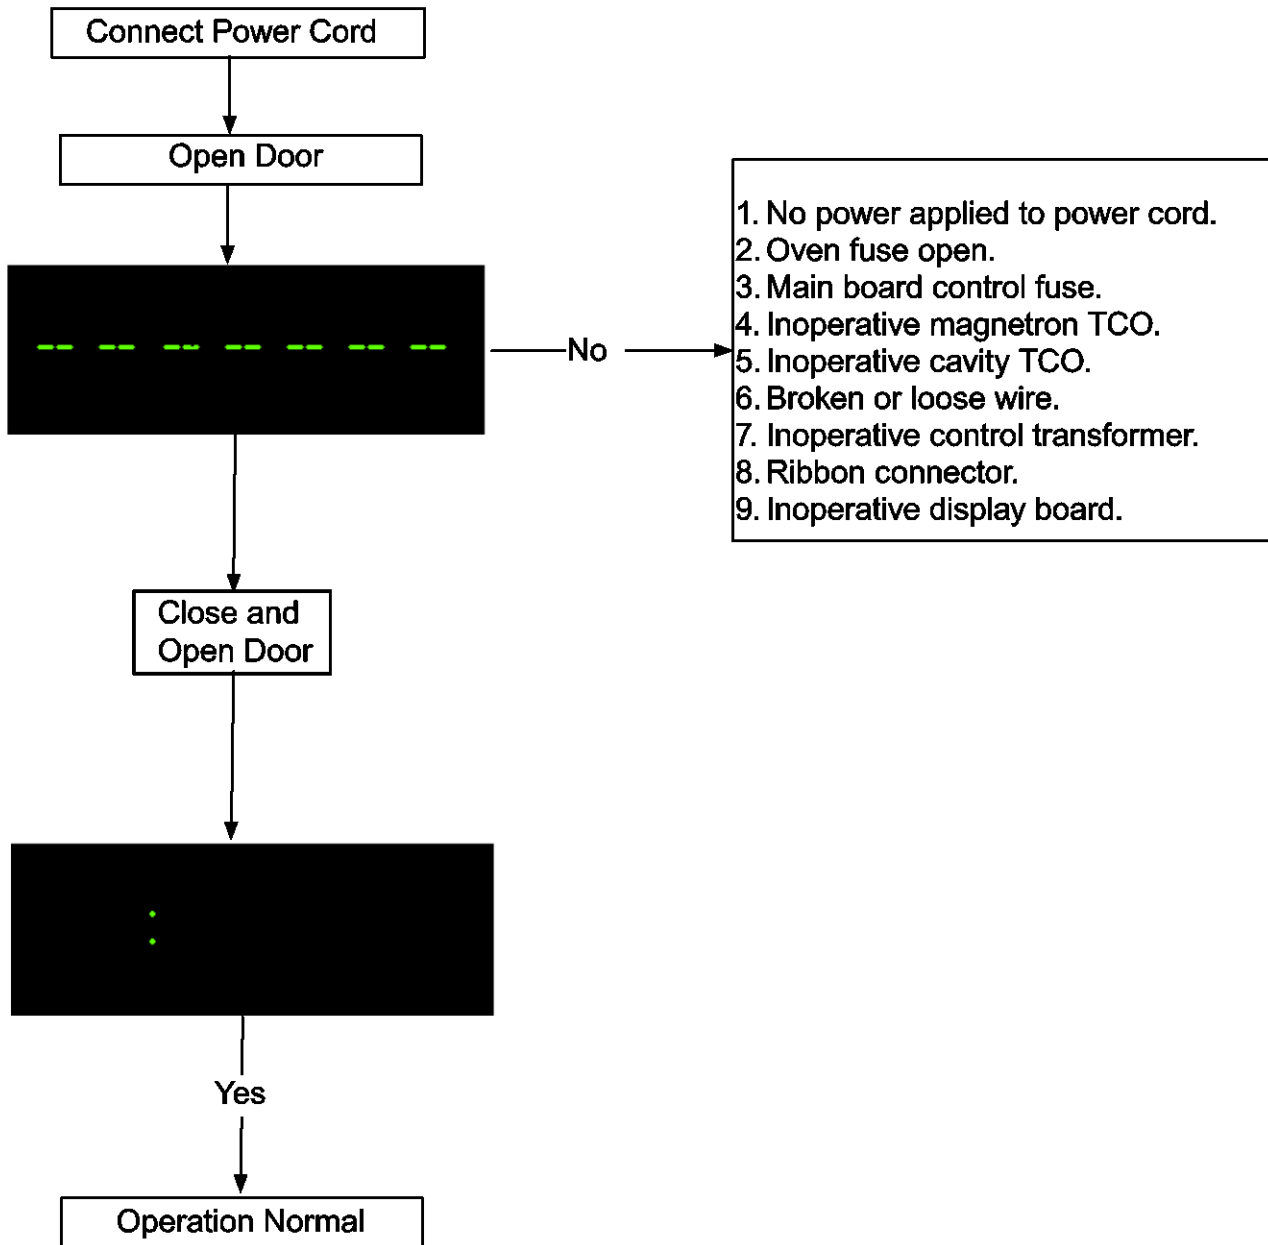 Connect Power Cord
Open Door
-- -- -- -- -- -- --
No
1. No power applied to power cord.
2. Oven fuse open.
3. Main board control fuse.
4. Inoperative magnetron TCO.
5. Inoperative cavity TCO.
6. Broken or loose wire.
7. Inoperative control transformer.
8. Ribbon connector.
9. Inoperative display board.
Close and
Open Door
:
Yes
Operation Normal